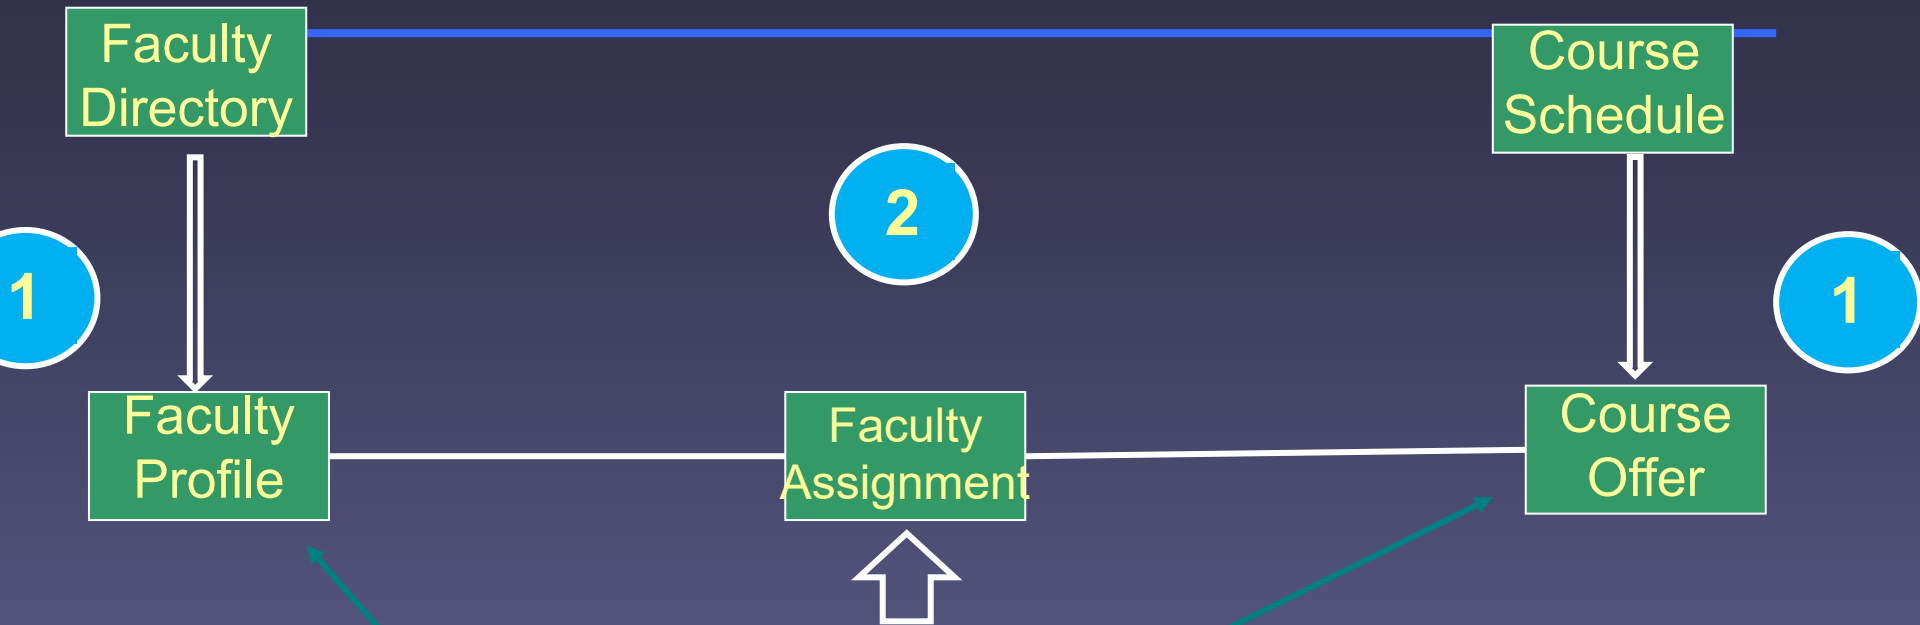 Faculty
Directory
Course
Schedule
2
1
1
Faculty
Profile
Faculty
Assignment
Course
Offer